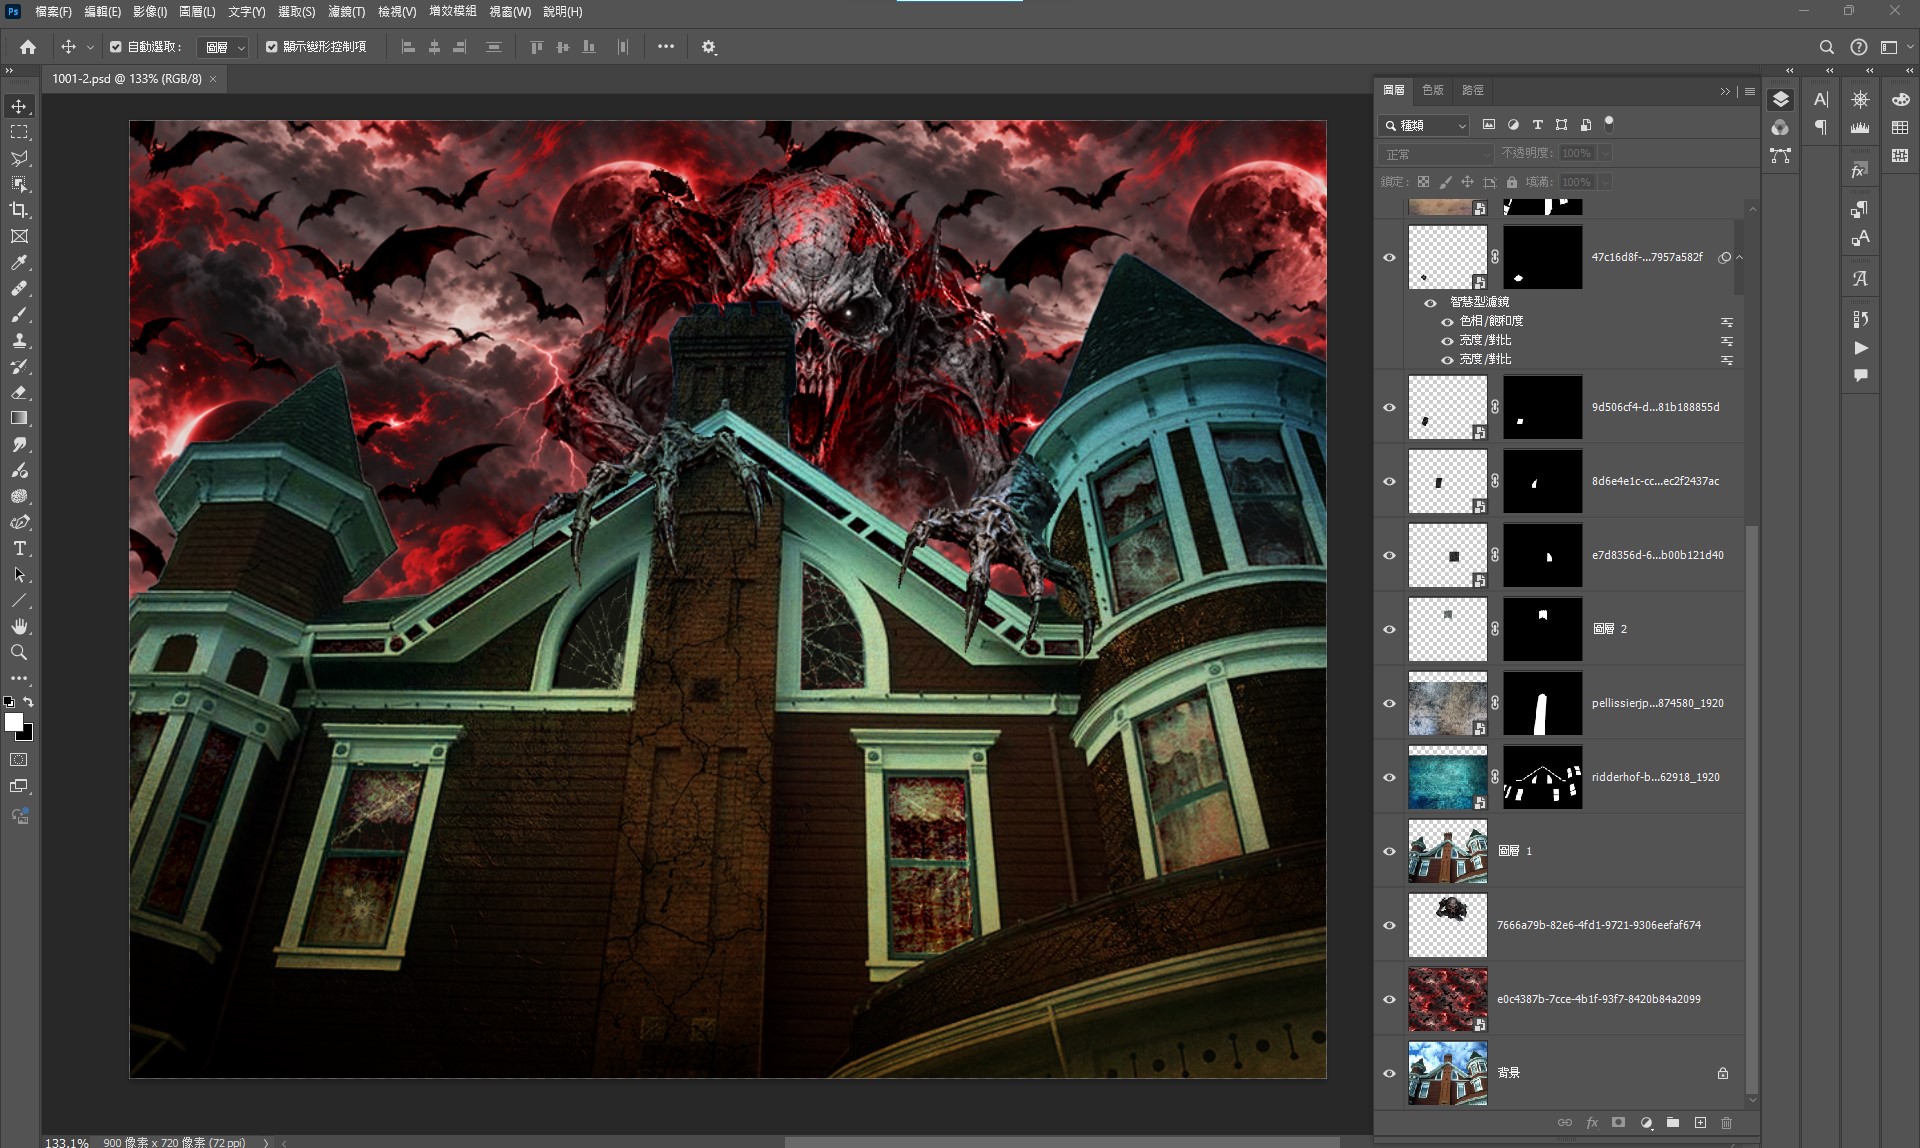 Ps 檔案(F) 編輯(E) 影像(I) 圖層(L) 文字(Y) 選取(S) 濾鏡(T) 檢視(V) 增效模組 視窗(W) 說明(H)
自動選取： 圖層 顯示變形控制項
1001-2.psd @ 133% (RGB/8) ×
圖層 色版 路徑
種類
正常 不透明度: 100%
鎖定: 填滿: 100%
47c16d8f-...7957a582f
智慧型濾鏡
色相/飽和度
亮度/對比
亮度/對比
9d506cf4-d...81b188855d
8d6e4e1c-cc...ec2f2437ac
e7d8356d-6...b00b121d40
圖層 2
pellissierjp...874580_1920
ridderhof-b...62918_1920
圖層 1
7666a79b-82e6-4fd1-9721-9306eefaf674
e0c4387b-7cce-4b1f-93f7-8420b84a2099
背景
133.1% 900 像素 x 720 像素 (72 ppi)